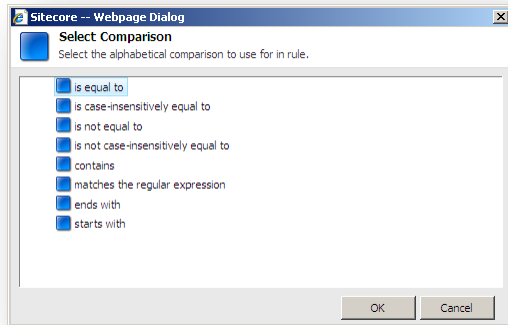 Sitecore -- Webpage Dialog
Select Comparison
Select the alphabetical comparison to use for in rule.
is equal to
is case-insensitively equal to
is not equal to
is not case-insensitively equal to
contains
matches the regular expression
ends with
starts with
OK
Cancel